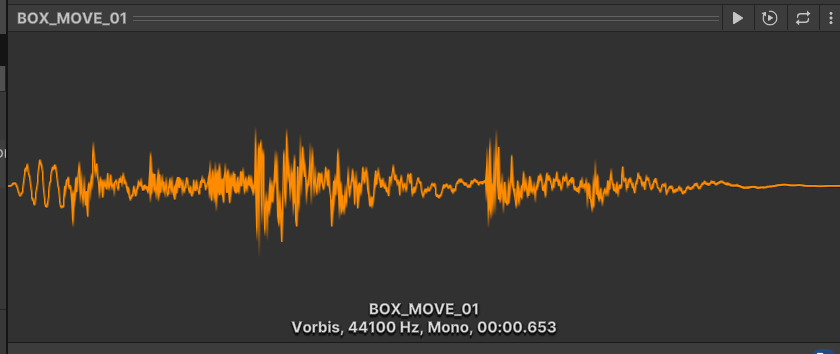 BOX_MOVE_01
BOX_MOVE_01
Vorbis, 44100 Hz, Mono, 00:00.653